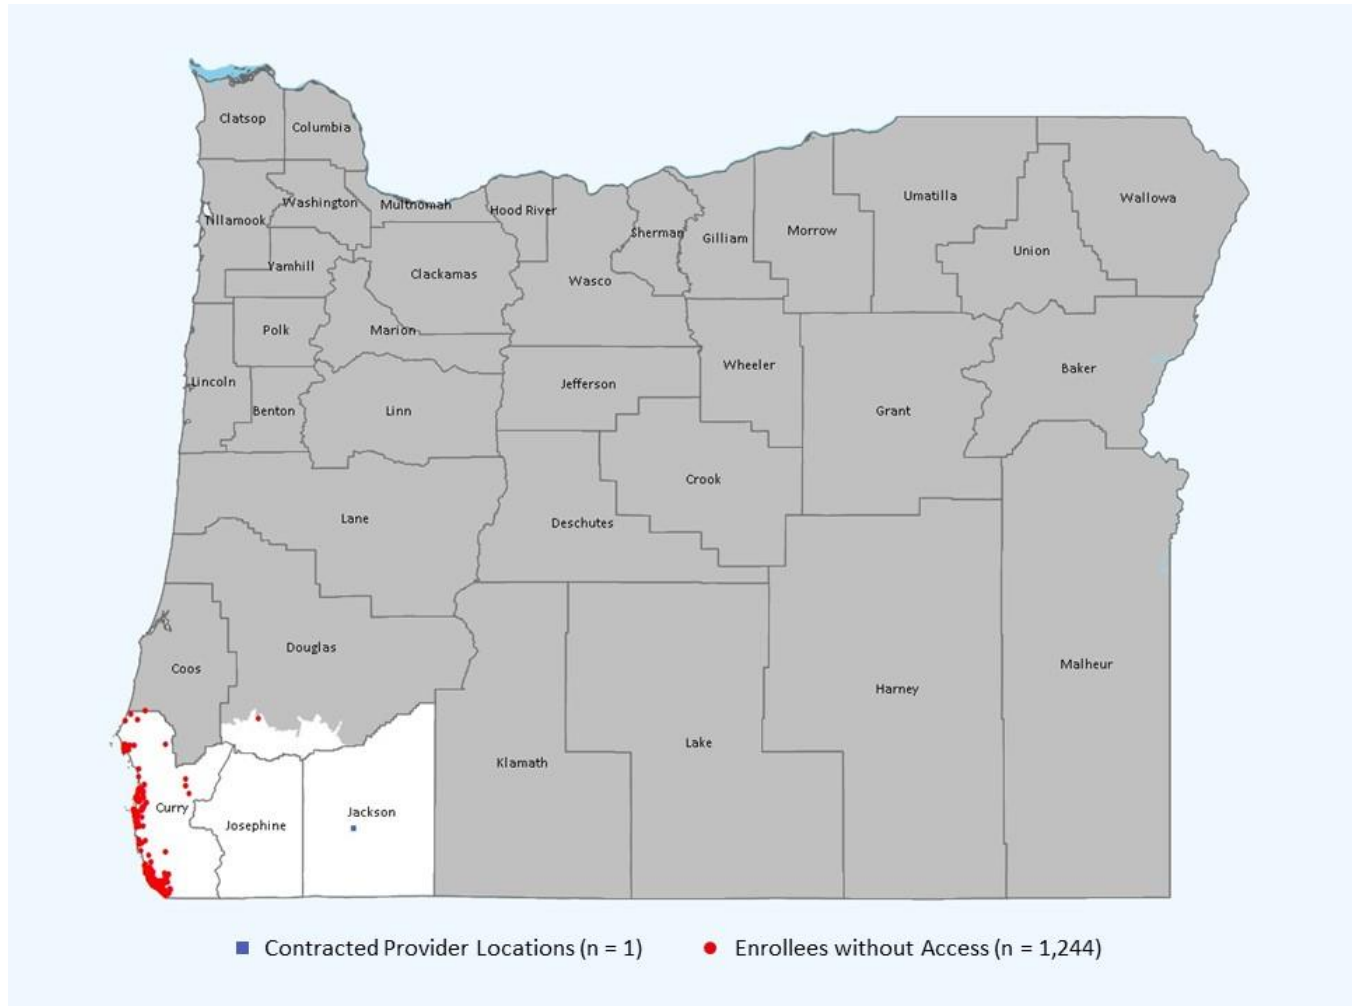 Clatsop
Columbia
Tillamook
Washington
Multnomah
Hood River
Sherman
Gilliam
Morrow
Umatilla
Wallowa
Union
Yamhill
Clackamas
Wasco
Polk
Marion
Wheeler
Baker
Lincoln
Benton
Linn
Jefferson
Grant
Crook
Lane
Deschutes
Douglas
Coos
Malheur
Harney
Lake
Klamath
Curry
Josephine
Jackson
Contracted Provider Locations (n = 1)
Enrollees without Access (n = 1,244)